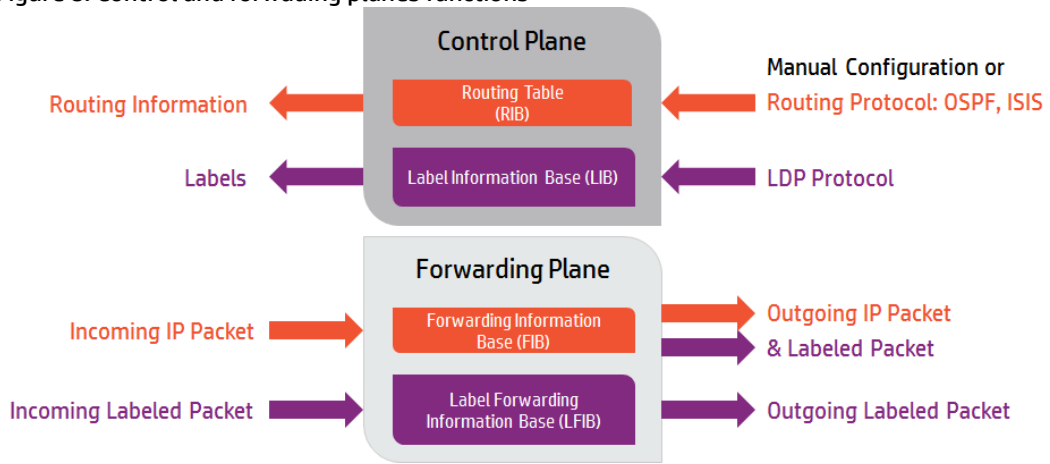 Control Plane
Manual Configuration or
Routing Information
Routing Table
(RIB)
Routing Protocol: OSPF, ISIS
Labels
Label Information Base (LIB)
LDP Protocol
Forwarding Plane
Incoming IP Packet
Forwarding Information
Base (FIB)
Outgoing IP Packet
& Labeled Packet
Incoming Labeled Packet
Label Forwarding
Information Base (LFIB)
Outgoing Labeled Packet